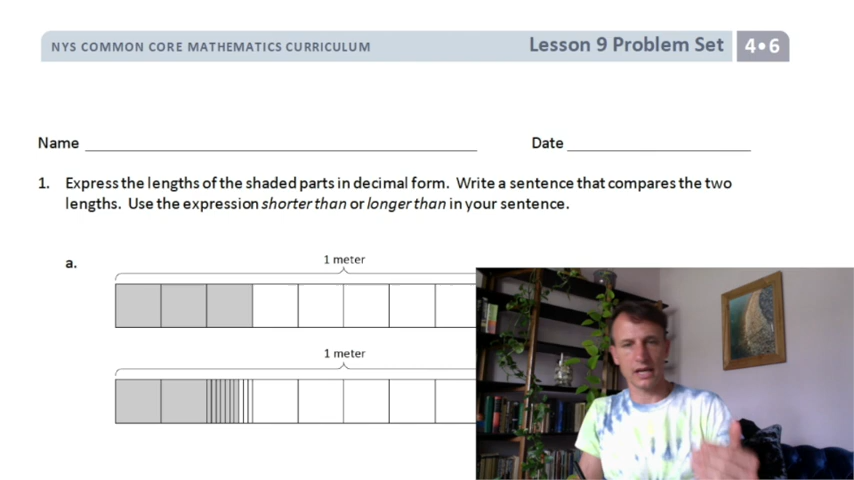 NYS COMMON CORE MATHEMATICS CURRICULUM
Lesson 9 Problem Set
4•6
Name
Date
1. Express the lengths of the shaded parts in decimal form. Write a sentence that compares the two
lengths. Use the expression shorter than or longer than in your sentence.
a.
1 meter
1 meter